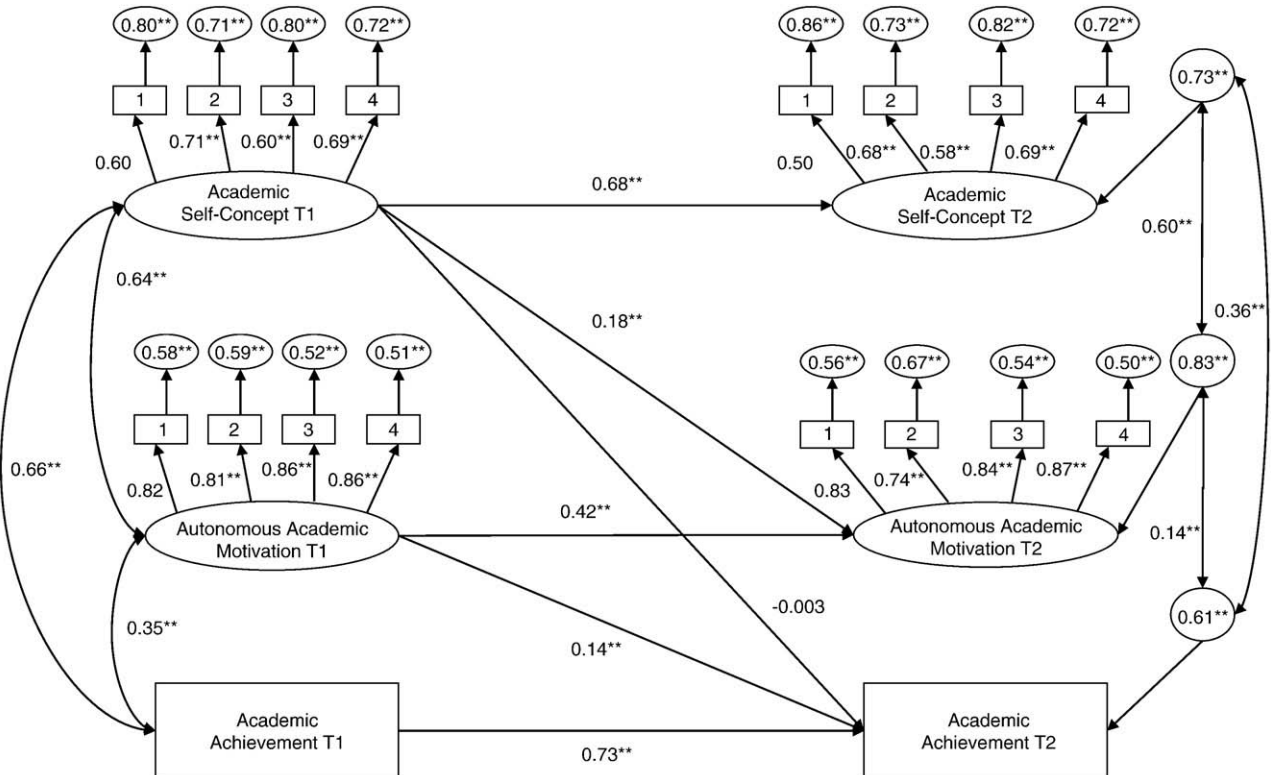 0.80** 0.71** 0.80** 0.72**
0.86** 0.73** 0.82** 0.72**
0.73**
1 2 3 4
1 2 3 4
0.60 0.71** 0.60** 0.69**
0.50 0.68** 0.58** 0.69**
Academic
Self-Concept T1
0.68**
Academic
Self-Concept T2
0.60**
0.64**
0.18**
0.36**
0.58** 0.59** 0.52** 0.51**
0.56** 0.67** 0.54** 0.50**
0.83**
1 2 3 4
1 2 3 4
0.66**
0.82 0.81** 0.86** 0.86**
0.83 0.74** 0.84** 0.87**
Autonomous Academic
Motivation T1
0.42**
Autonomous Academic
Motivation T2
0.14**
-0.003
0.61**
0.35**
0.14**
Academic
Achievement T1
0.73**
Academic
Achievement T2